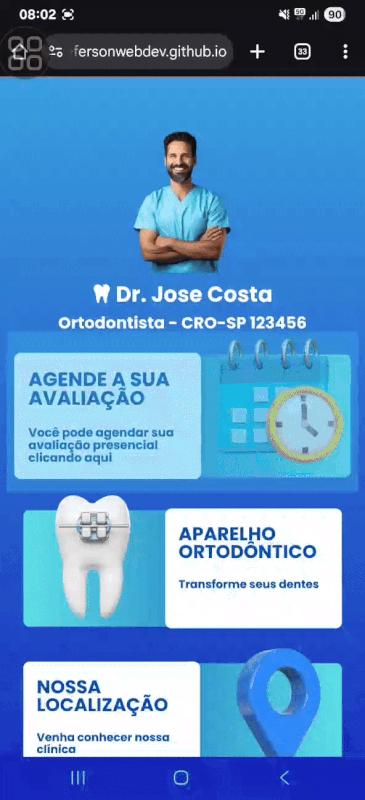 08:02
5G
90
fersonwebdev.github.io
33
Dr. Jose Costa
Ortodontista - CRO-SP 123456
AGENDE A SUA
AVALIAÇÃO
Você pode agendar sua
avaliação presencial
clicando aqui
APARELHO
ORTODÔNTICO
Transforme seus dentes
NOSSA
LOCALIZAÇÃO
Venha conhecer nossa
clínica